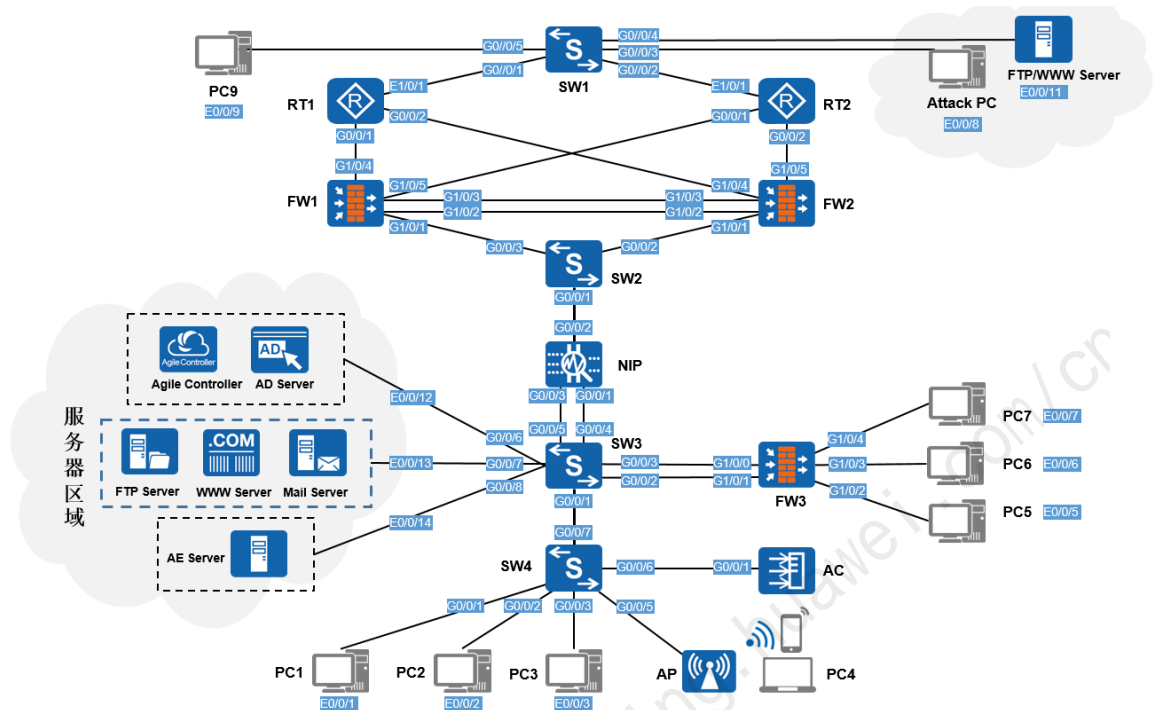 G0//0/5
G0//0/4
G0//0/3
G0//0/1
G0//0/2
SW1
PC9
E0/0/9
FTP/WWW Server
E0/0/11
Attack PC
E0/0/8
E1/0/1
E1/0/1
RT1
RT2
G0/0/2
G0/0/1
G0/0/1
G0/0/2
G1/0/4
G1/0/5
G1/0/5
G1/0/4
G1/0/3
G1/0/3
FW1
FW2
G1/0/2
G1/0/2
G1/0/1
G1/0/1
G0/0/3
G0/0/2
SW2
G0/0/1
G0/0/2
NIP
G0/0/3
G0/0/1
Agile Controller
AD
Agile Controller
AD Server
E0/0/12
服务器区域
G0/0/5
G0/0/4
G0/0/6
SW3
.COM
FTP Server
WWW Server
Mail Server
E0/0/13
G0/0/7
G0/0/3
G1/0/0
G0/0/8
G0/0/2
G1/0/1
FW3
G1/0/4
PC7
E0/0/7
G1/0/3
PC6
E0/0/6
G1/0/2
PC5
E0/0/5
AE Server
E0/0/14
G0/0/1
G0/0/7
SW4
G0/0/6
G0/0/1
AC
G0/0/1
G0/0/2
G0/0/3
G0/0/5
PC1
E0/0/1
PC2
E0/0/2
PC3
E0/0/3
AP
PC4
ing.huawei.com/cn